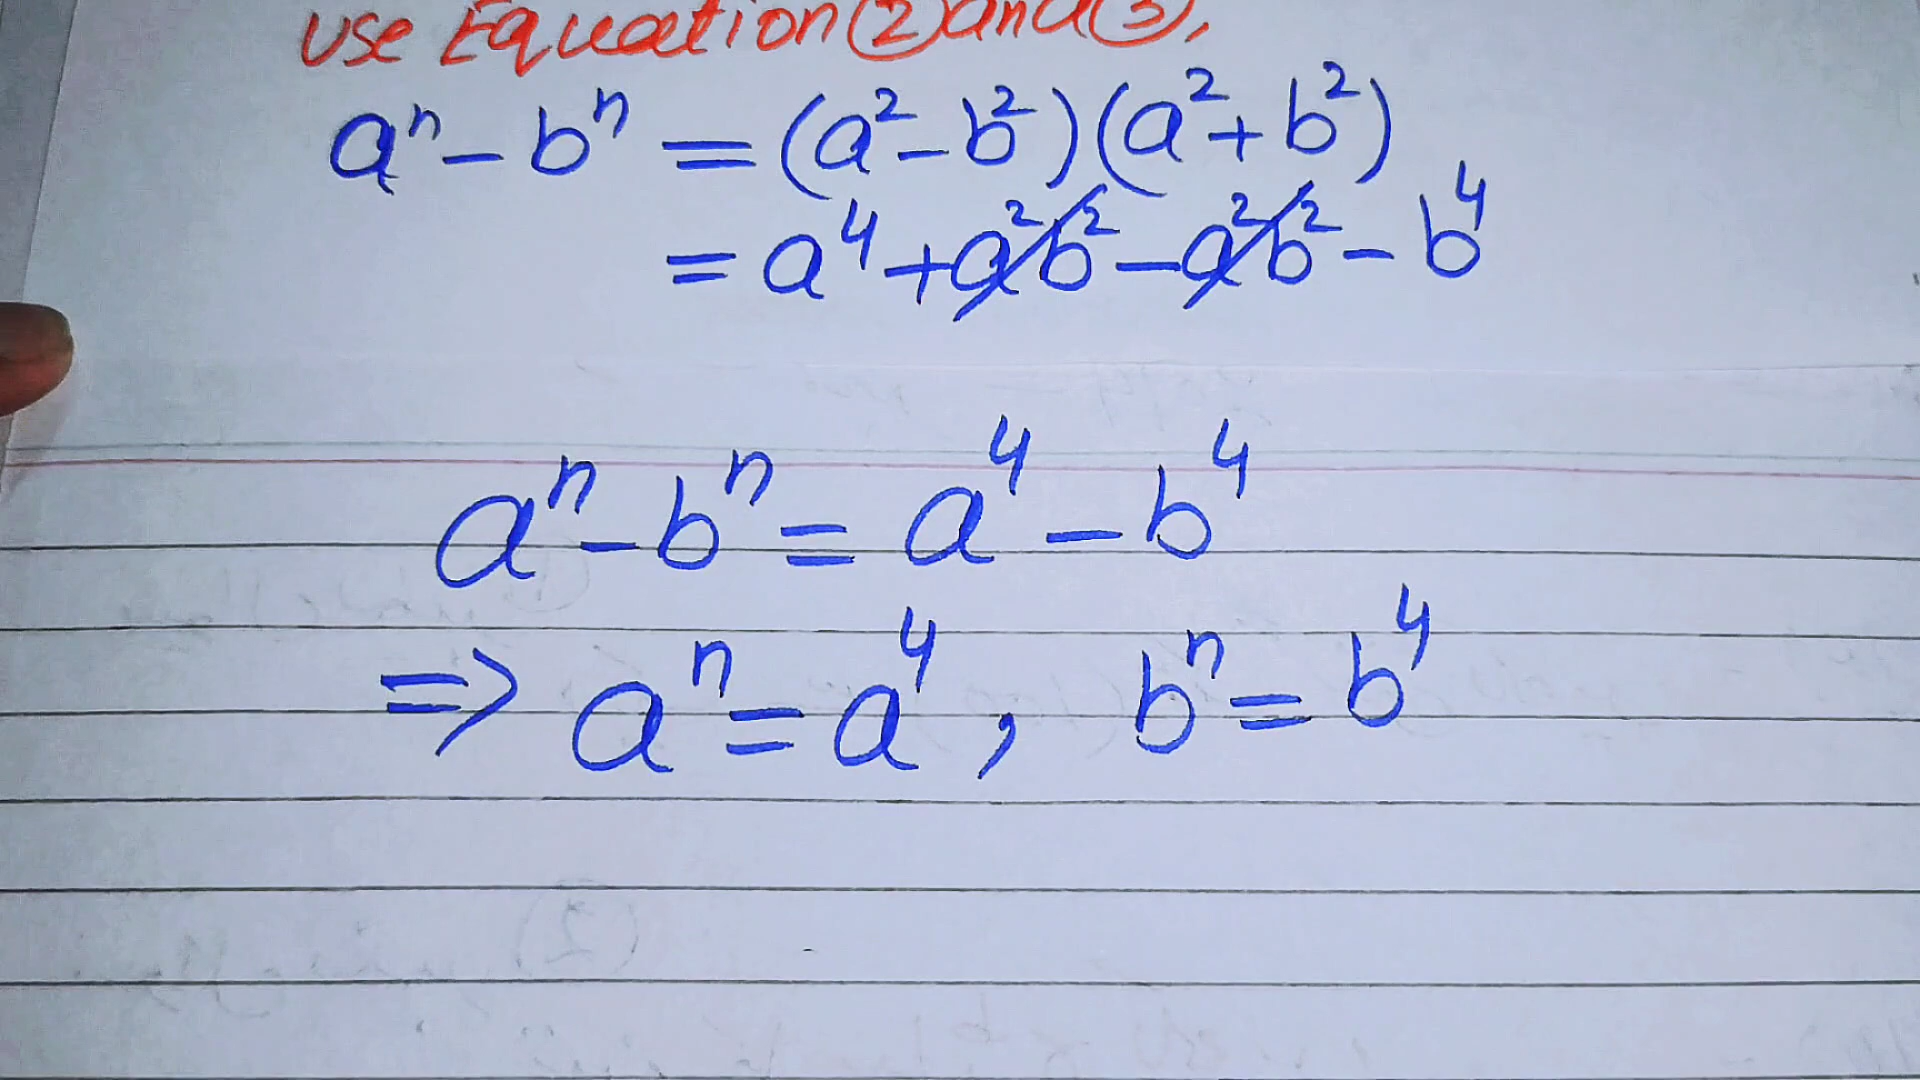 Use Equation (2) and (3),
aⁿ - bⁿ = (a² - b²)(a² + b²)
= a⁴ + a²b² - a²b² - b⁴
aⁿ - bⁿ = a⁴ - b⁴
=> aⁿ = a⁴ , bⁿ = b⁴